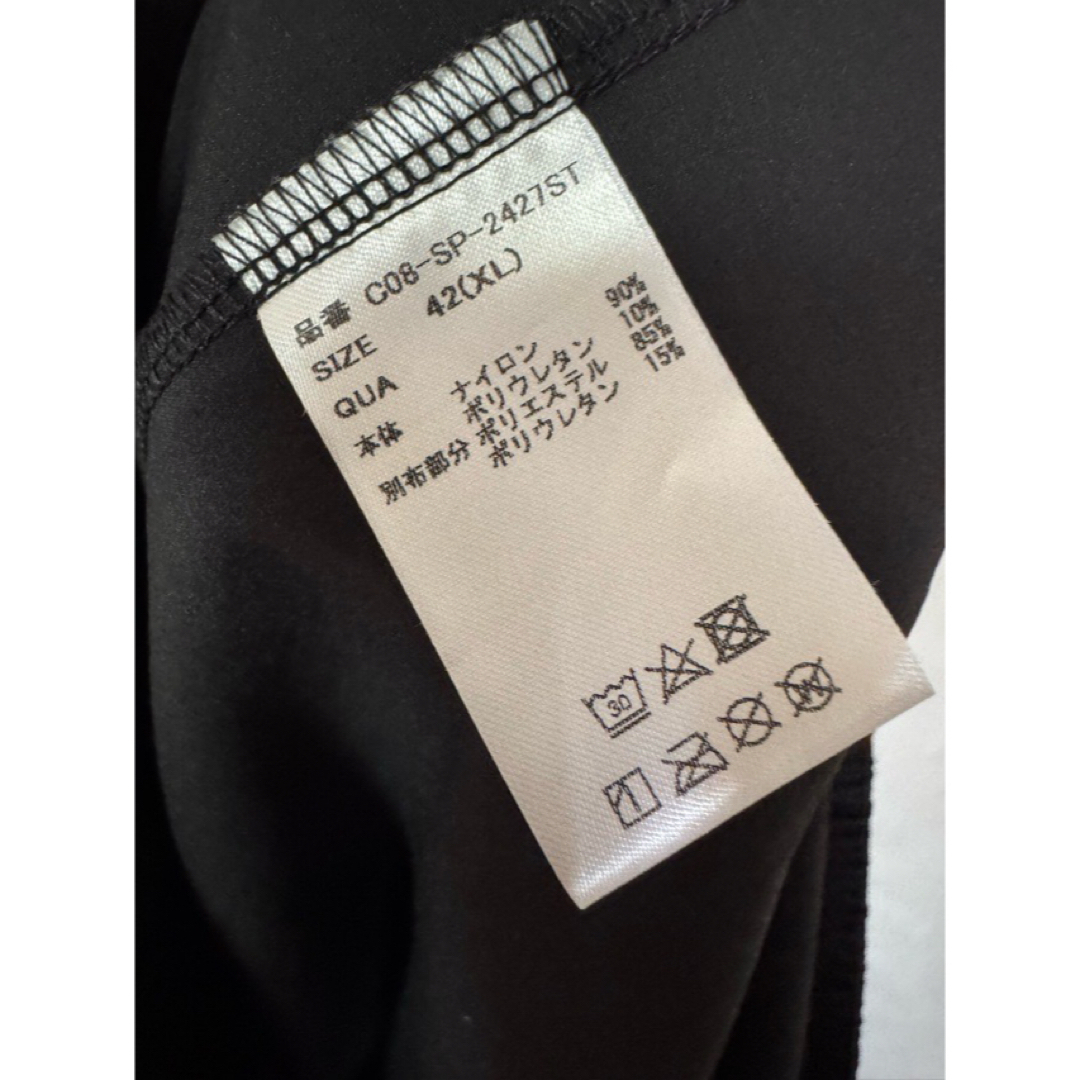 品番 C08-SP-2427ST
SIZE 42(XL)
QUA
本体 ナイロン 90%
ポリウレタン 10%
別布部分 ポリエステル 85%
ポリウレタン 15%
30
W